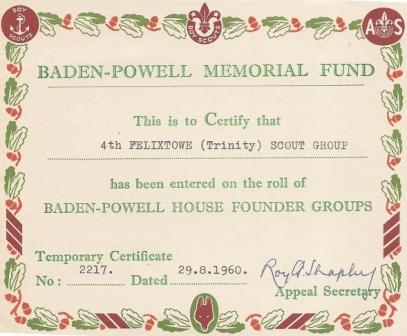 BOY SCOUTS
BOY SCOUTS
A S
BADEN-POWELL MEMORIAL FUND
This is to Certify that
4th FELIXTOWE (Trinity) SCOUT GROUP
has been entered on the roll of
BADEN-POWELL HOUSE FOUNDER GROUPS
Temporary Certificate
No: 2217. Dated 29.8.1960.
Appeal Secretary